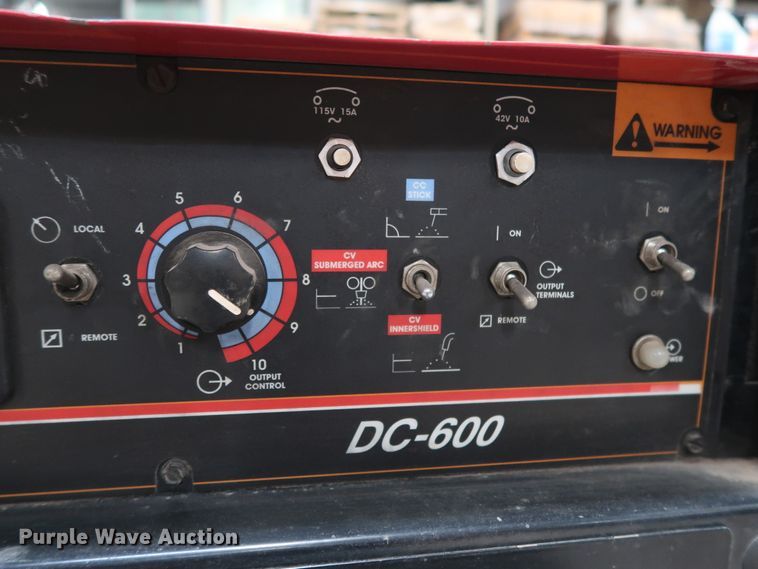 115V 15A
42V 10A
WARNING
CC
STICK
5 6
4 7
LOCAL
ON
ON
CV
SUBMERGED ARC
3 8
OUTPUT
TERMINALS
OFF
2 9
REMOTE
1
10
CV
INNERSHIELD
REMOTE
OUTPUT
CONTROL
DC-600
Purple Wave Auction